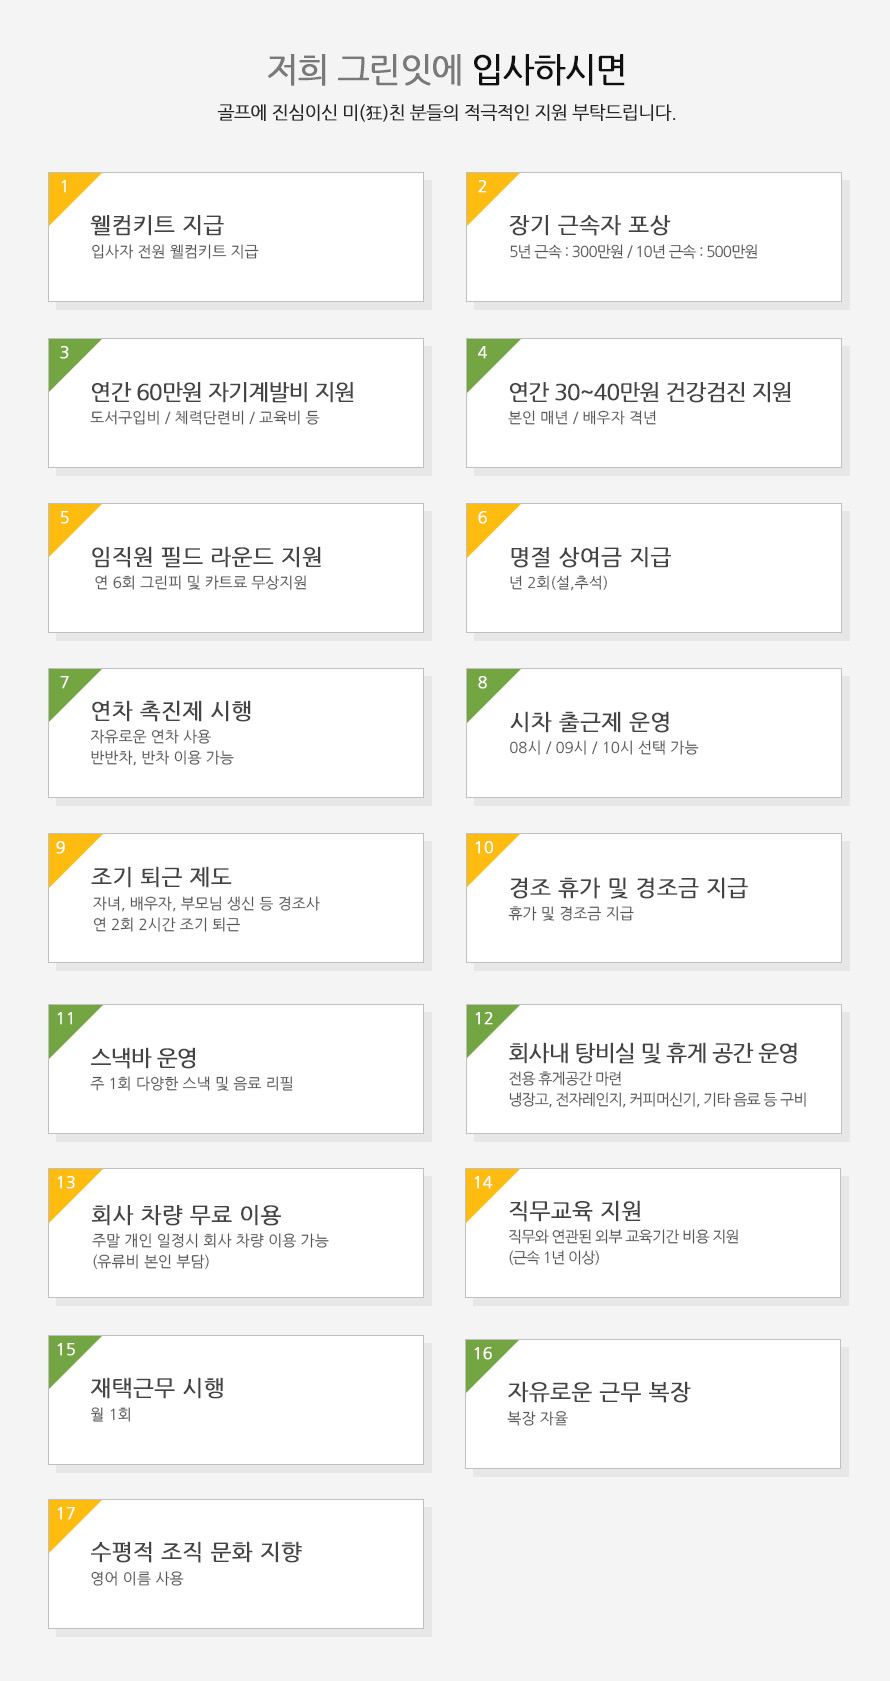 저희 그린잇에 입사하시면
골프에 진심이신 미(狂)친 분들의 적극적인 지원 부탁드립니다.
1
웰컴키트 지급
입사자 전원 웰컴키트 지급
2
장기 근속자 포상
5년 근속 : 300만원 / 10년 근속 : 500만원
3
연간 60만원 자기계발비 지원
도서구입비 / 체력단련비 / 교육비 등
4
연간 30~40만원 건강검진 지원
본인 매년 / 배우자 격년
5
임직원 필드 라운드 지원
연 6회 그린피 및 카트료 무상지원
6
명절 상여금 지급
년 2회(설,추석)
7
연차 촉진제 시행
자유로운 연차 사용
반반차, 반차 이용 가능
8
시차 출근제 운영
08시 / 09시 / 10시 선택 가능
9
조기 퇴근 제도
자녀, 배우자, 부모님 생신 등 경조사
연 2회 2시간 조기 퇴근
10
경조 휴가 및 경조금 지급
휴가 및 경조금 지급
11
스낵바 운영
주 1회 다양한 스낵 및 음료 리필
12
회사내 탕비실 및 휴게 공간 운영
전용 휴게공간 마련
냉장고, 전자레인지, 커피머신기, 기타 음료 등 구비
13
회사 차량 무료 이용
주말 개인 일정시 회사 차량 이용 가능
(유류비 본인 부담)
14
직무교육 지원
직무와 연관된 외부 교육기간 비용 지원
(근속 1년 이상)
15
재택근무 시행
월 1회
16
자유로운 근무 복장
복장 자율
17
수평적 조직 문화 지향
영어 이름 사용